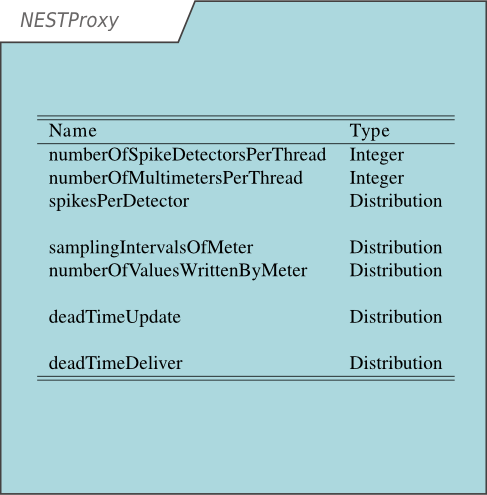 NESTProxy
Name Type
numberOfSpikeDetectorsPerThread Integer
numberOfMultimetersPerThread Integer
spikesPerDetector Distribution
samplingIntervalsOfMeter Distribution
numberOfValuesWrittenByMeter Distribution
deadTimeUpdate Distribution
deadTimeDeliver Distribution